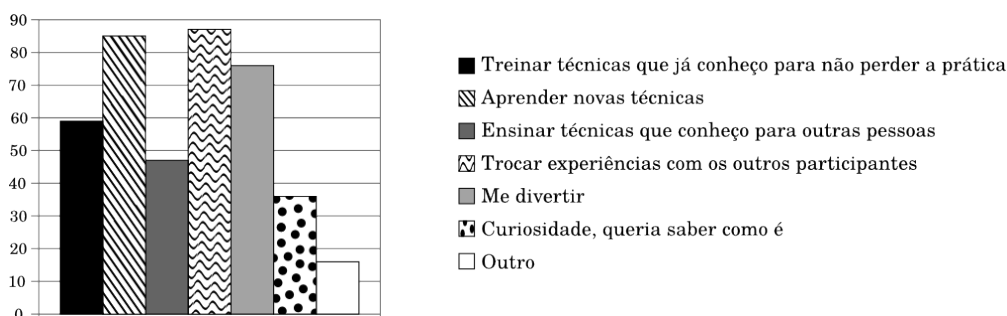 90
80
70
60
50
40
30
20
10
0
Treinar técnicas que já conheço para não perder a prática
Aprender novas técnicas
Ensinar técnicas que conheço para outras pessoas
Trocar experiências com os outros participantes
Me divertir
Curiosidade, queria saber como é
Outro